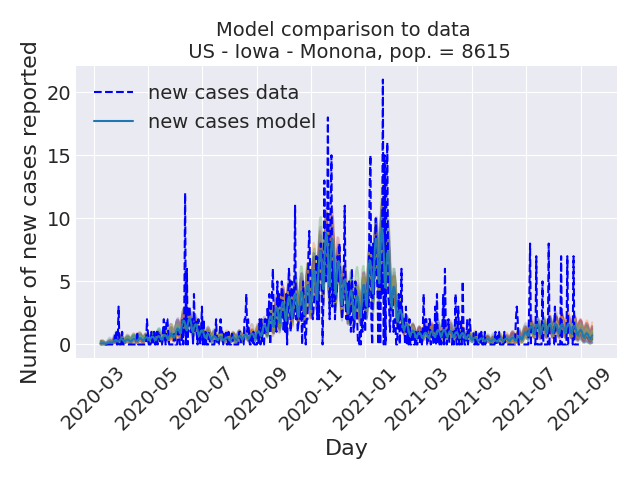 Model comparison to data
US - Iowa - Monona, pop. = 8615
Number of new cases reported
20
15
10
5
0
new cases data
new cases model
2020-03
2020-05
2020-07
2020-09
2020-11
2021-01
2021-03
2021-05
2021-07
2021-09
Day